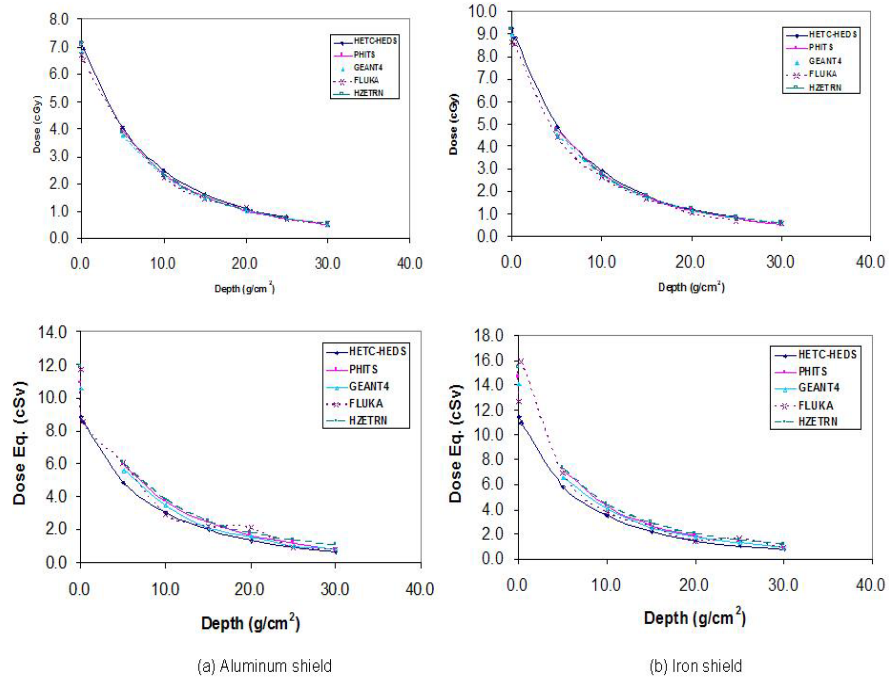 8.0
7.0
6.0
5.0
4.0
3.0
2.0
1.0
0.0
Dose (cGy)
0.0 10.0 20.0 30.0 40.0
Depth (g/cm²)
HETC-HEDS
PHITS
GEANT4
FLUKA
HZETRN
10.0
9.0
8.0
7.0
6.0
5.0
4.0
3.0
2.0
1.0
0.0
Dose (cGy)
0.0 10.0 20.0 30.0 40.0
Depth (g/cm²)
HETC-HEDS
PHITS
GEANT4
FLUKA
HZETRN
14.0
12.0
10.0
8.0
6.0
4.0
2.0
0.0
Dose Eq. (cSv)
0.0 10.0 20.0 30.0 40.0
Depth (g/cm²)
HETC-HEDS
PHITS
GEANT4
FLUKA
HZETRN
18.0
16.0
14.0
12.0
10.0
8.0
6.0
4.0
2.0
0.0
Dose Eq. (cSv)
0.0 10.0 20.0 30.0 40.0
Depth (g/cm²)
HETC-HEDS
PHITS
GEANT4
FLUKA
HZETRN
(a) Aluminum shield
(b) Iron shield